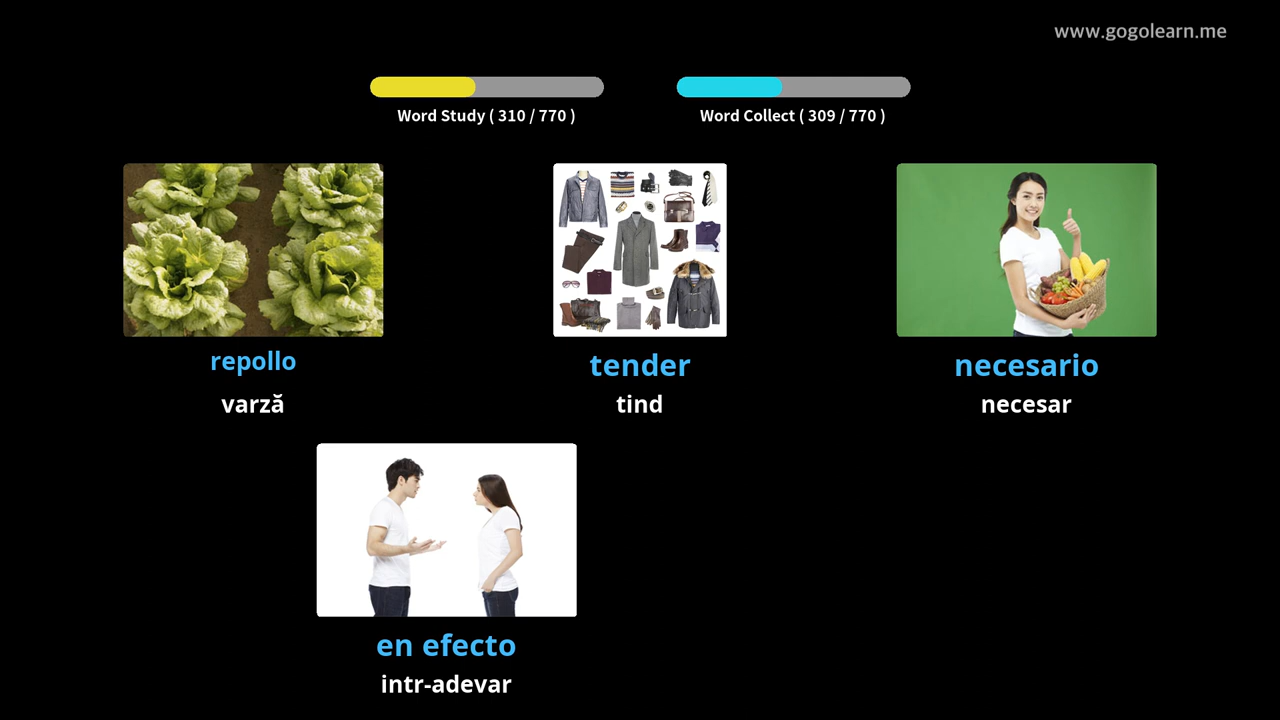 www.gogolearn.me
Word Study ( 310 / 770 )
Word Collect ( 309 / 770 )
repollo
tender
necesario
varză
tind
necesar
en efecto
intr-adevar